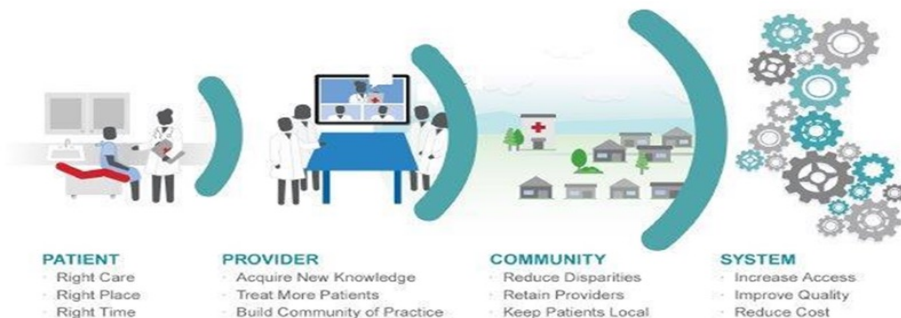 PATIENT
· Right Care
· Right Place
· Right Time
PROVIDER
· Acquire New Knowledge
· Treat More Patients
· Build Community of Practice
COMMUNITY
· Reduce Disparities
· Retain Providers
· Keep Patients Local
SYSTEM
· Increase Access
· Improve Quality
· Reduce Cost